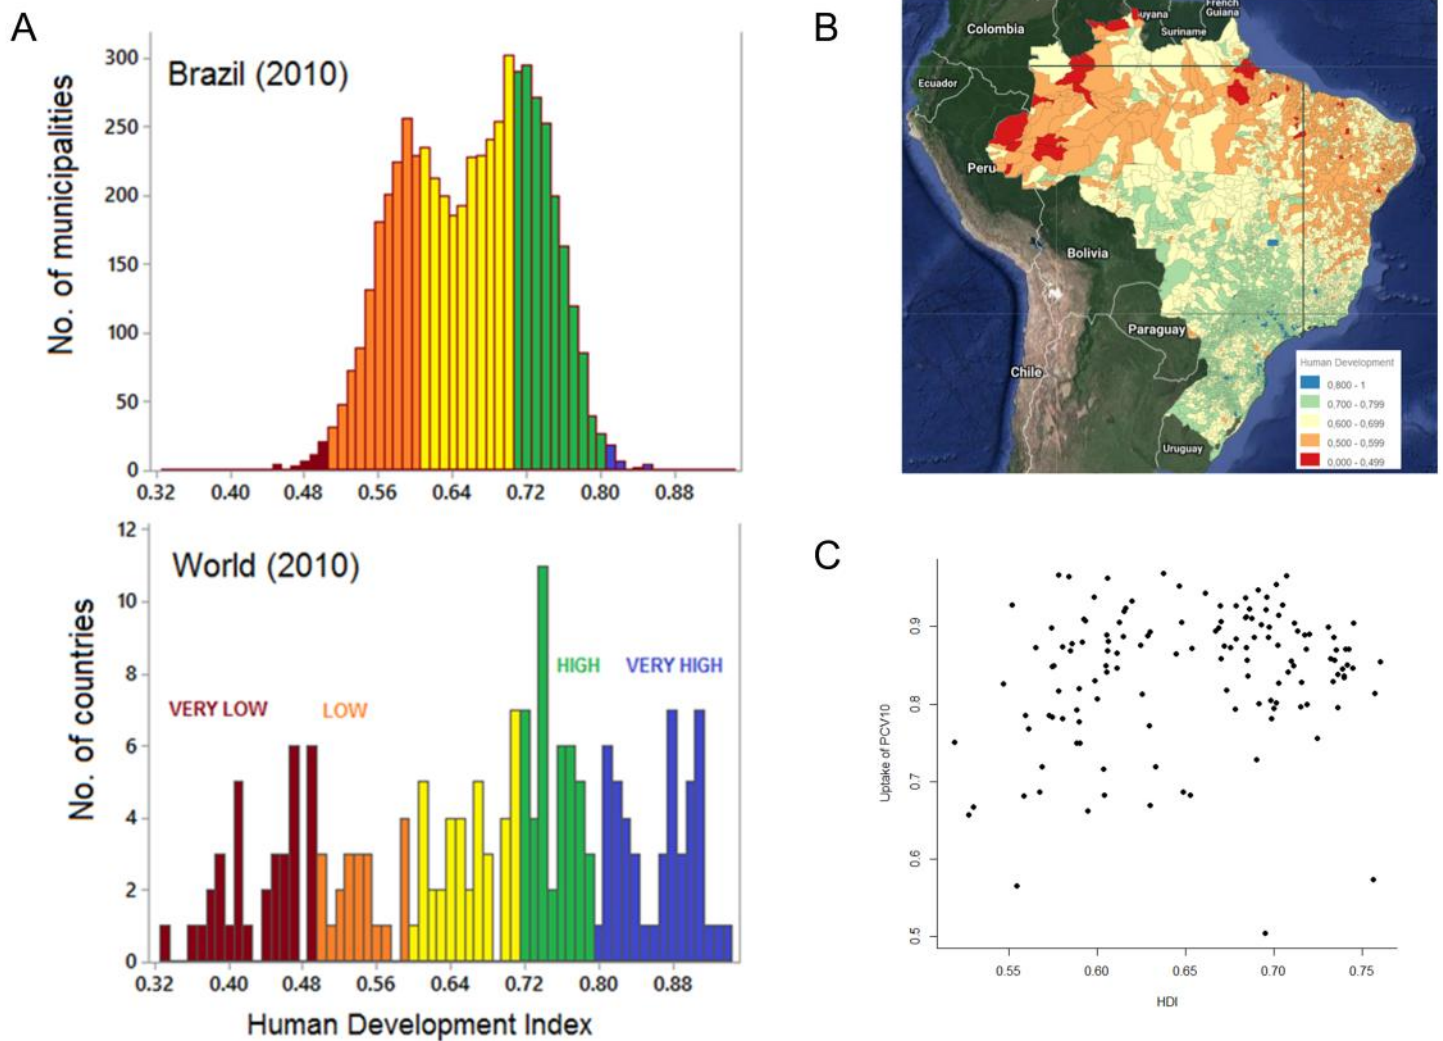 A
Brazil (2010)
No. of municipalities
300
250
200
150
100
50
0
0.32 0.40 0.48 0.56 0.64 0.72 0.80 0.88
World (2010)
No. of countries
12
10
8
6
4
2
0
VERY LOW
LOW
HIGH
VERY HIGH
0.32 0.40 0.48 0.56 0.64 0.72 0.80 0.88
Human Development Index
B
Colombia
uyana
French
Guiana
Suriname
Ecuador
Peru
Bolivia
Paraguay
Chile
Uruguay
Human Development
0,800 - 1
0,700 - 0,799
0,600 - 0,699
0,500 - 0,599
0,000 - 0,499
C
Uptake of PCV10
0.9
0.8
0.7
0.6
0.5
0.55 0.60 0.65 0.70 0.75
HDI